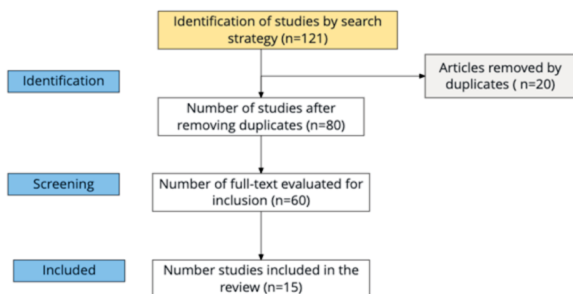 Identification of studies by search
strategy (n=121)
Identification
Articles removed by
duplicates ( n=20)
Number of studies after
removing duplicates (n=80)
Screening
Number of full-text evaluated for
inclusion (n=60)
Included
Number studies included in the
review (n=15)